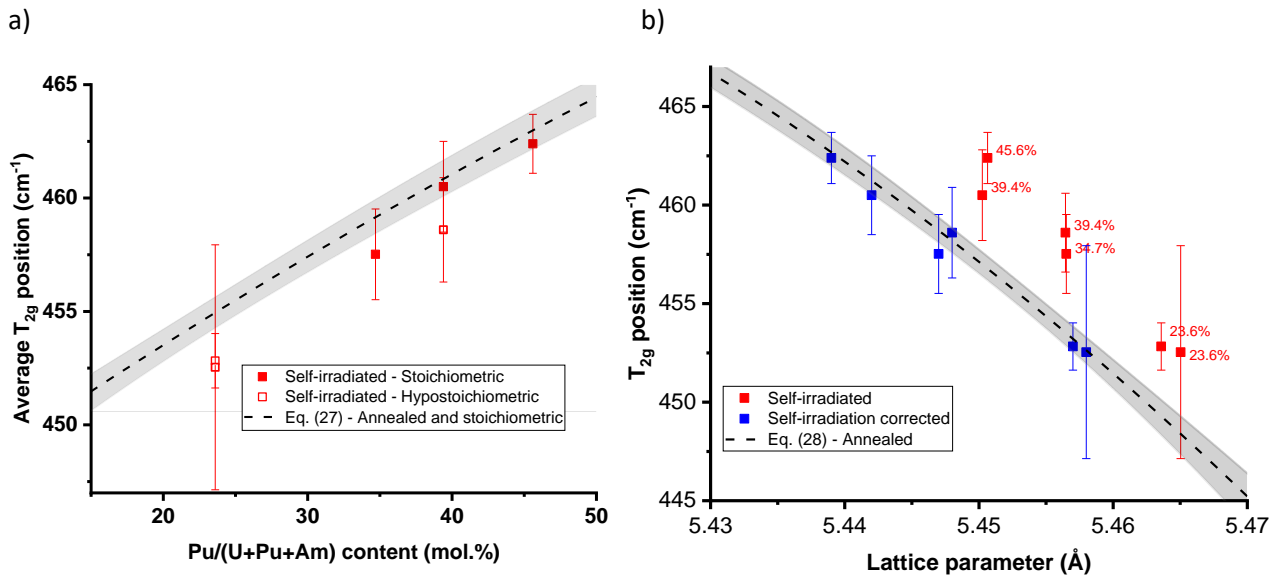 a)
465
460
455
450
20
30
40
50
Average T2g position (cm-1)
Pu/(U+Pu+Am) content (mol.%)
Self-irradiated - Stoichiometric
Self-irradiated - Hypostoichiometric
Eq. (27) - Annealed and stoichiometric
b)
465
460
455
450
445
5.43
5.44
5.45
5.46
5.47
T2g position (cm-1)
Lattice parameter (Å)
45.6%
39.4%
39.4%
34.7%
23.6%
23.6%
Self-irradiated
Self-irradiation corrected
Eq. (28) - Annealed